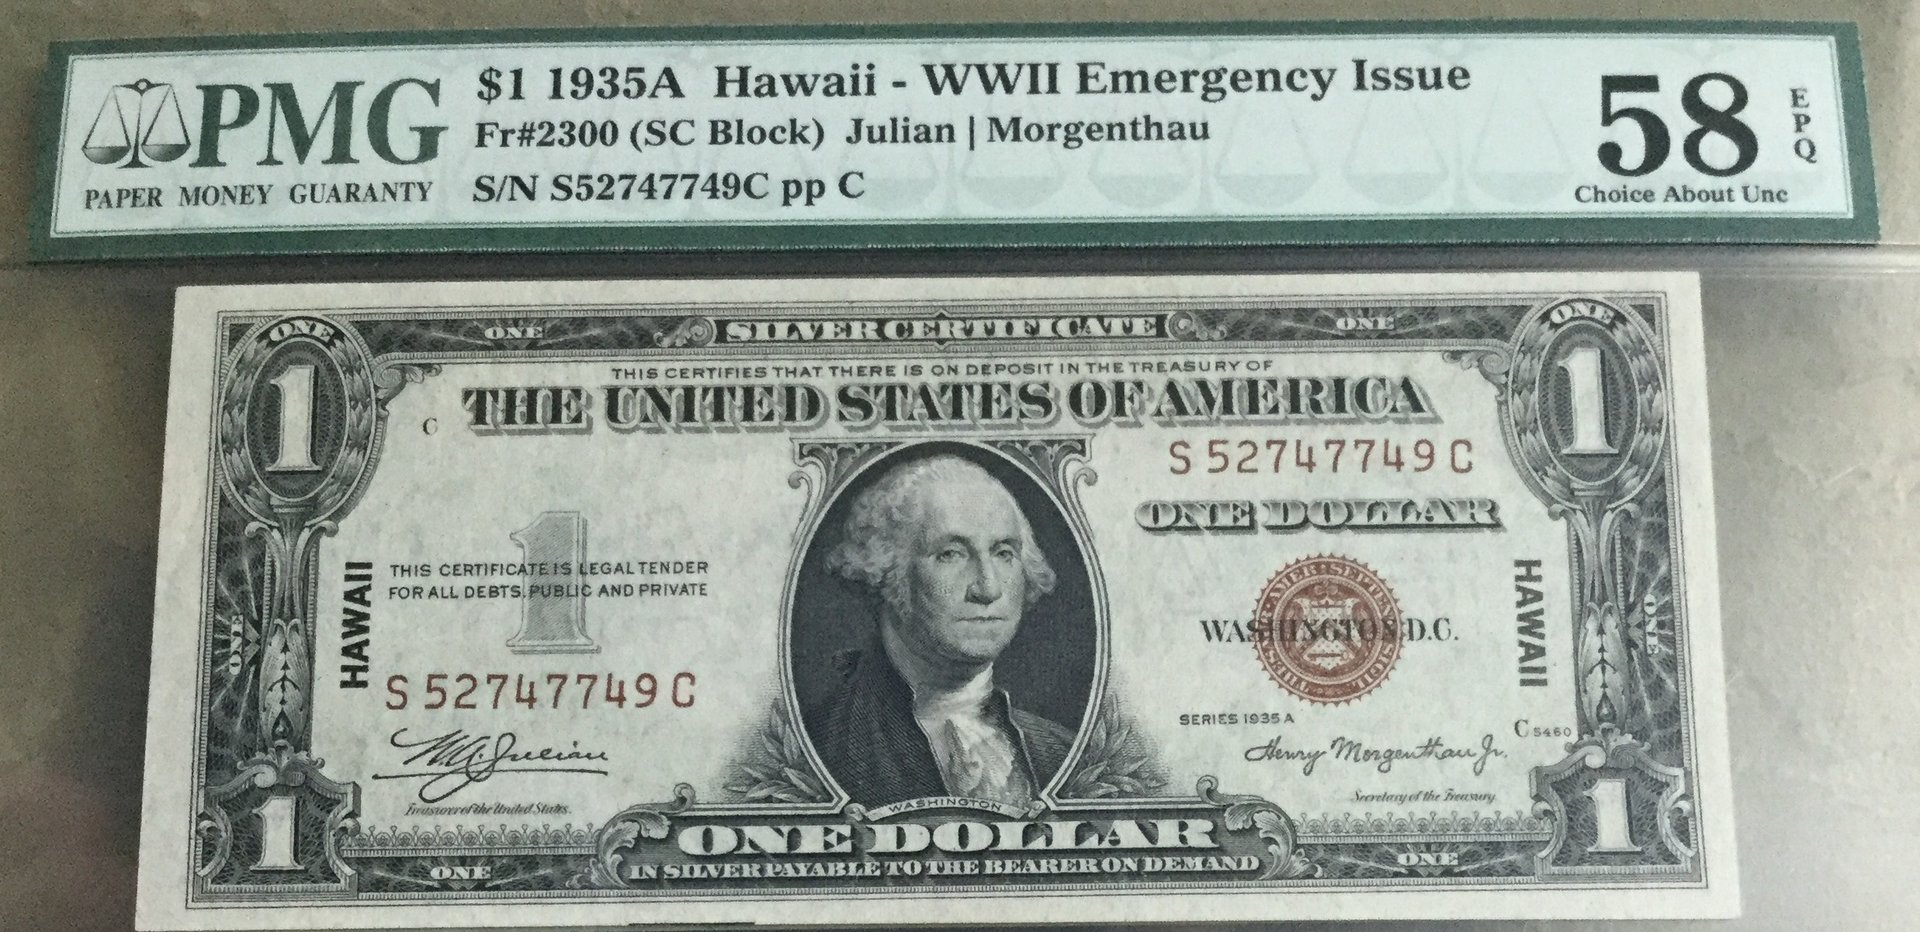 PMG
PAPER MONEY GUARANTY
$1 1935A Hawaii - WWII Emergency Issue
Fr#2300 (SC Block) Julian | Morgenthau
S/N S52747749C pp C
58
EPQ
Choice About Unc
ONE
ONE
SILVER CERTIFICATE
ONE
ONE
1
1
THIS CERTIFIES THAT THERE IS ON DEPOSIT IN THE TREASURY OF
C
THE UNITED STATES OF AMERICA
S 52747749 C
ONE DOLLAR
1
THIS CERTIFICATE IS LEGAL TENDER
FOR ALL DEBTS, PUBLIC AND PRIVATE
HAWAII
HAWAII
ONE
ONE
WASHINGTON, D.C.
S 52747749 C
SERIES 1935 A
C 5460
W.A. Julian
Treasurer of the United States.
Henry Morgenthau Jr.
Secretary of the Treasury
WASHINGTON
1
1
ONE DOLLAR
ONE
ONE
IN SILVER PAYABLE TO THE BEARER ON DEMAND